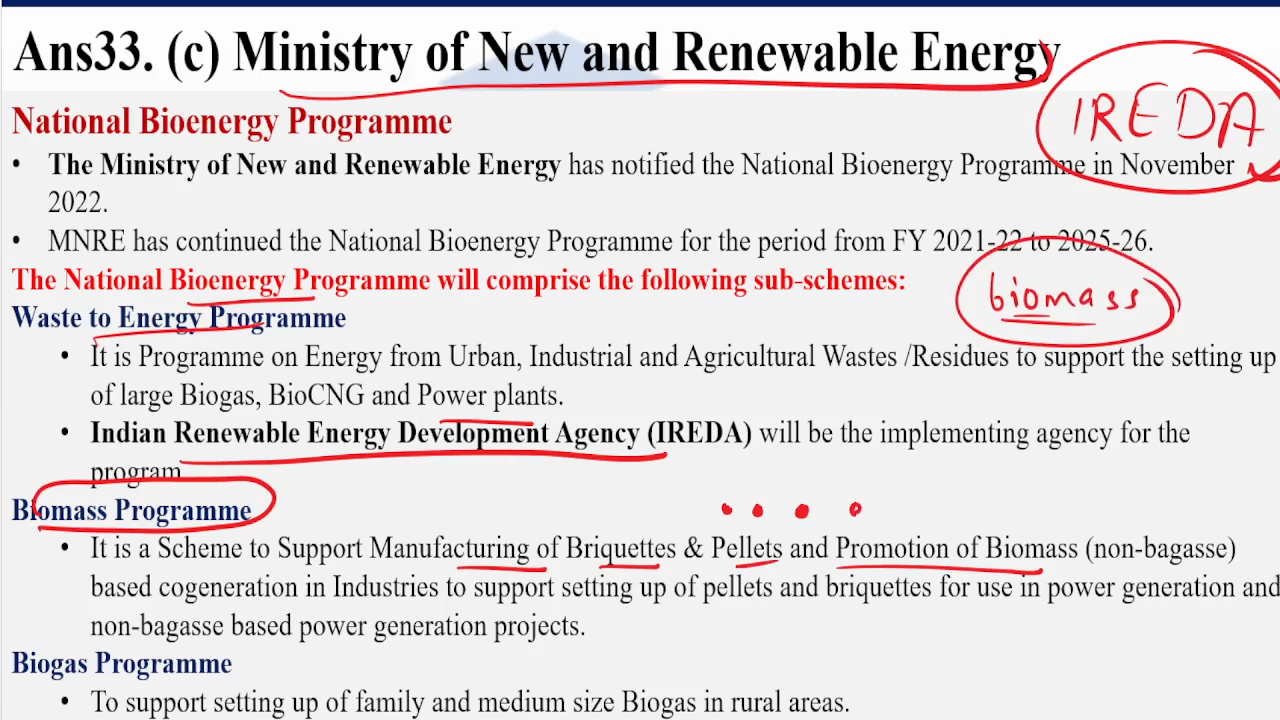 Ans33. (c) Ministry of New and Renewable Energy
IREDA
National Bioenergy Programme
• The Ministry of New and Renewable Energy has notified the National Bioenergy Programme in November
2022.
• MNRE has continued the National Bioenergy Programme for the period from FY 2021-22 to 2025-26.
The National Bioenergy Programme will comprise the following sub-schemes:
biomass
Waste to Energy Programme
• It is Programme on Energy from Urban, Industrial and Agricultural Wastes /Residues to support the setting up
of large Biogas, BioCNG and Power plants.
• Indian Renewable Energy Development Agency (IREDA) will be the implementing agency for the
program
Biomass Programme
• It is a Scheme to Support Manufacturing of Briquettes & Pellets and Promotion of Biomass (non-bagasse)
based cogeneration in Industries to support setting up of pellets and briquettes for use in power generation and
non-bagasse based power generation projects.
Biogas Programme
• To support setting up of family and medium size Biogas in rural areas.